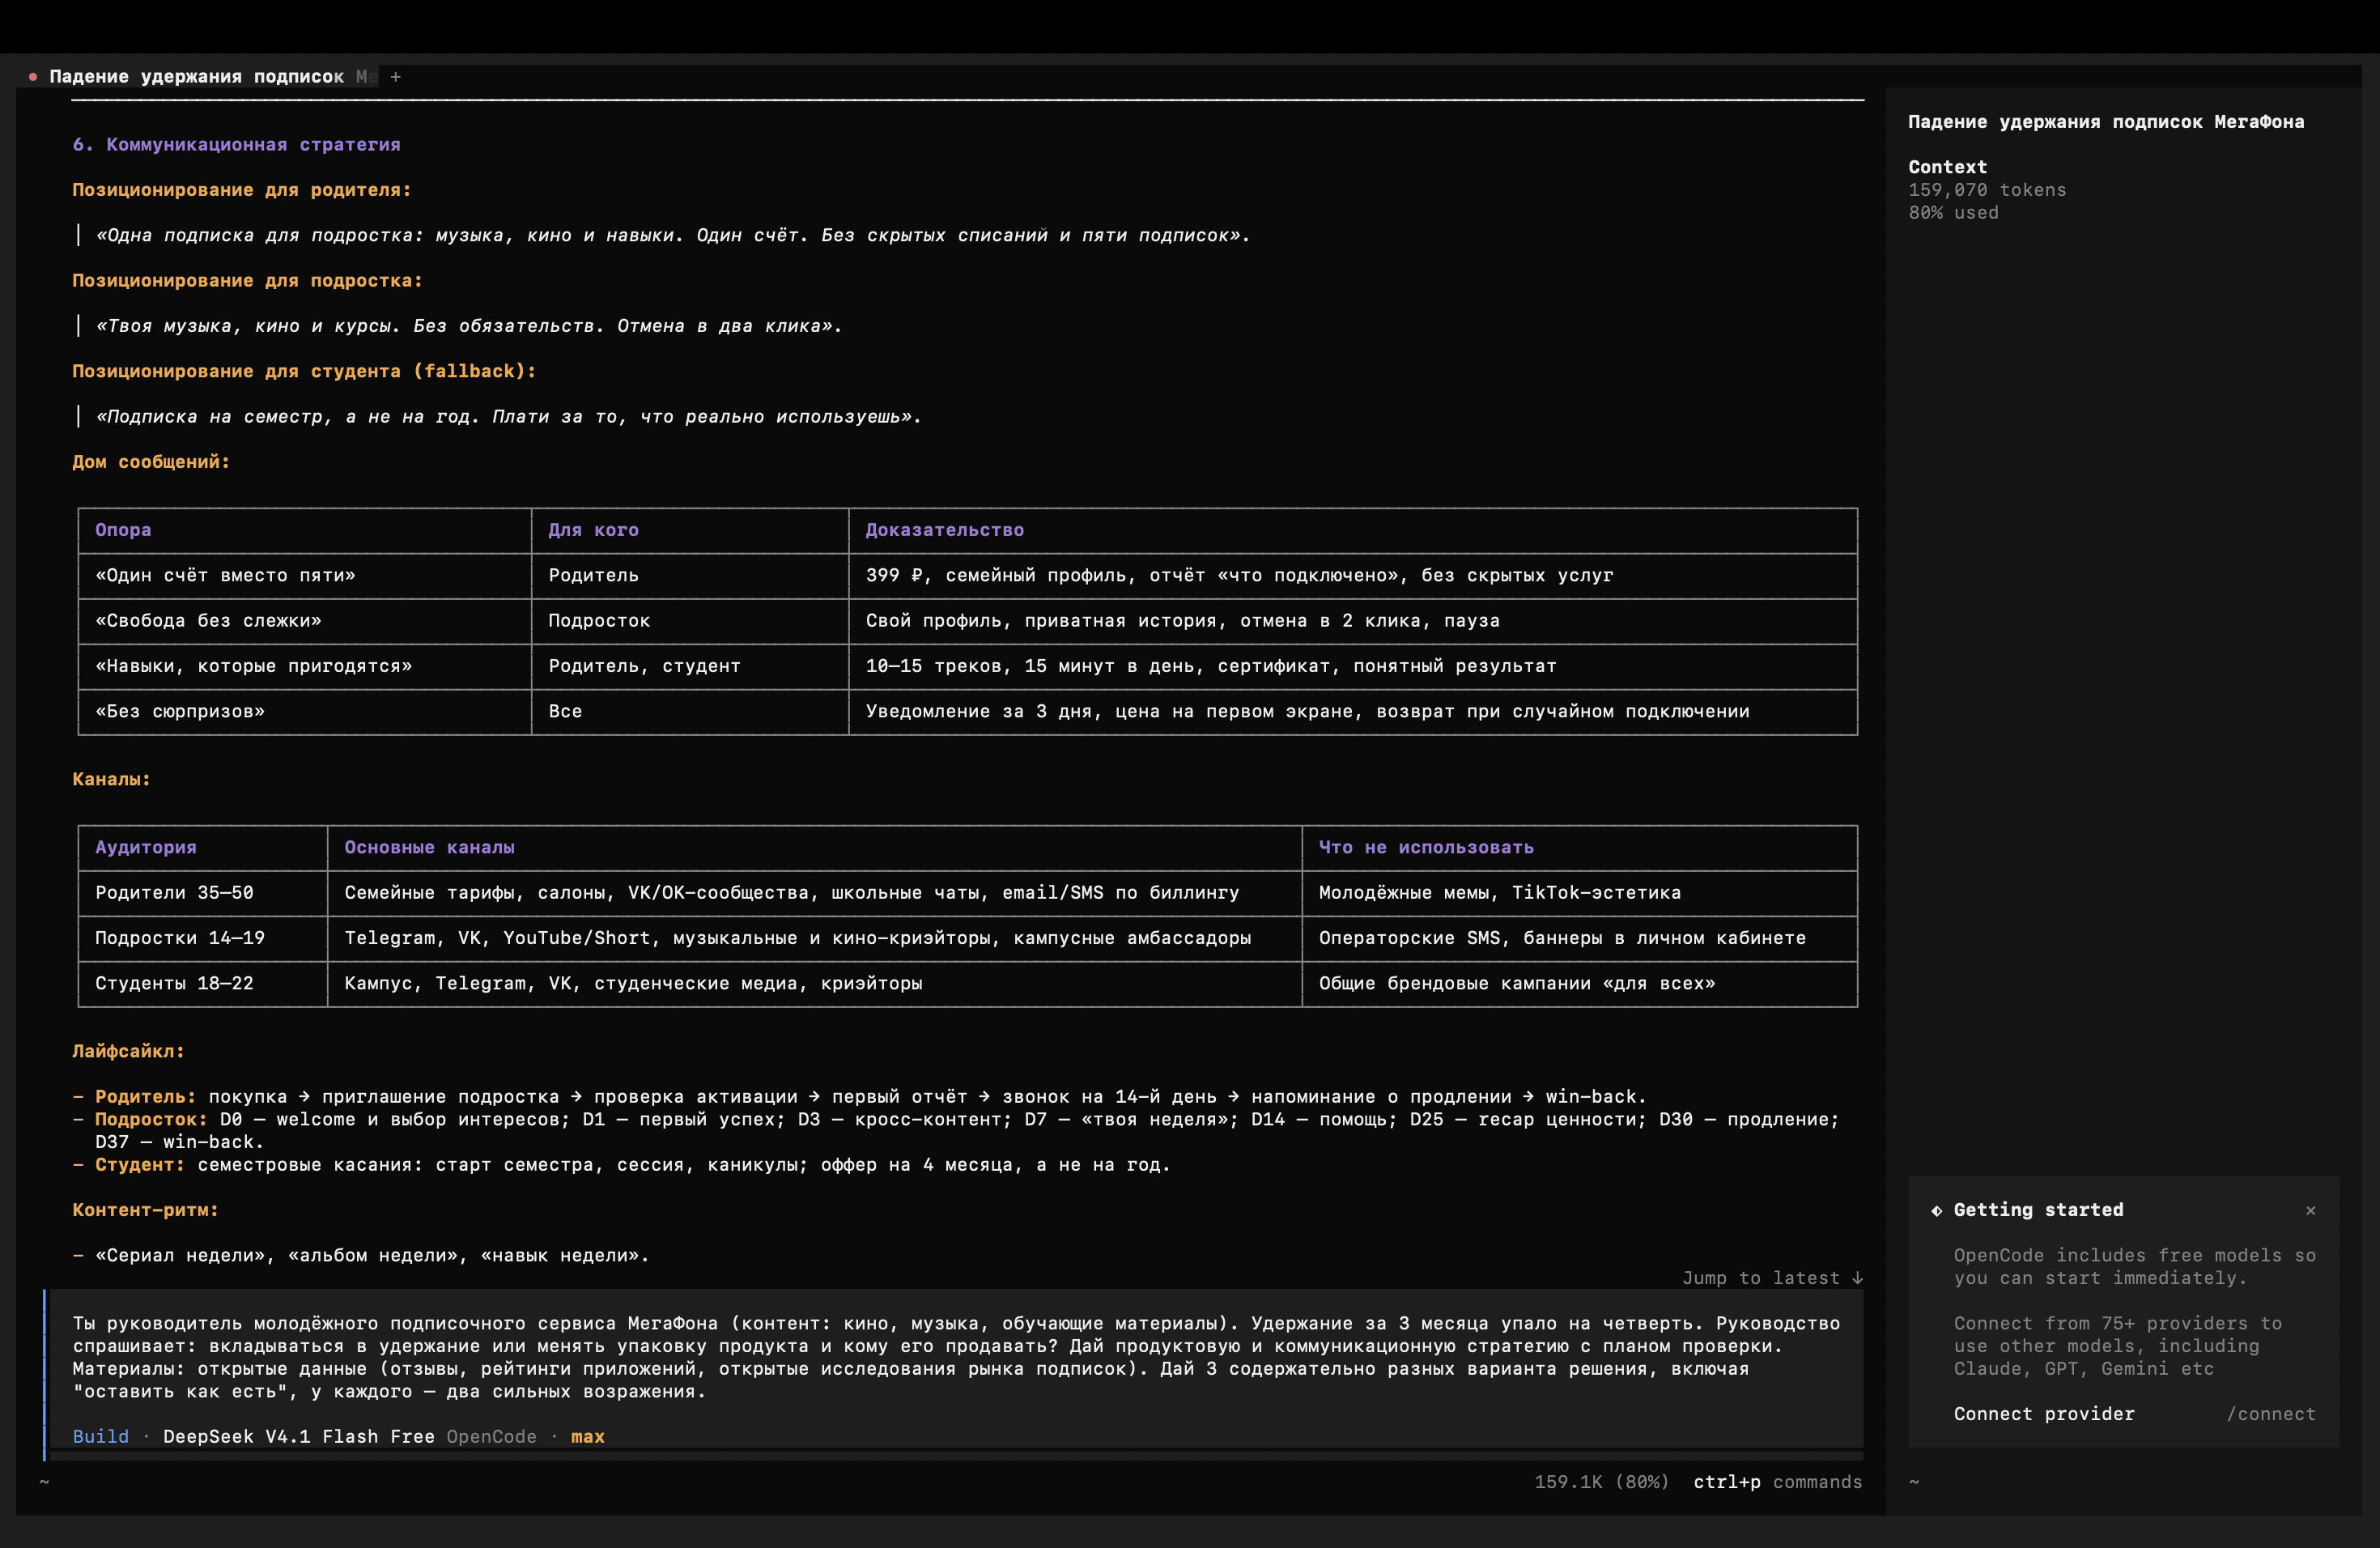 Падение удержания подписок Ме +
6. Коммуникационная стратегия
Позиционирование для родителя:
«Одна подписка для подростка: музыка, кино и навыки. Один счёт. Без скрытых списаний и пяти подписок».
Позиционирование для подростка:
«Твоя музыка, кино и курсы. Без обязательств. Отмена в два клика».
Позиционирование для студента (fallback):
«Подписка на семестр, а не на год. Плати за то, что реально используешь».
Дом сообщений:
Опора Для кого Доказательство
«Один счёт вместо пяти» Родитель 399 ₽, семейный профиль, отчёт «что подключено», без скрытых услуг
«Свобода без слежки» Подросток Свой профиль, приватная история, отмена в 2 клика, пауза
«Навыки, которые пригодятся» Родитель, студент 10–15 треков, 15 минут в день, сертификат, понятный результат
«Без сюрпризов» Все Уведомление за 3 дня, цена на первом экране, возврат при случайном подключении
Каналы:
Аудитория Основные каналы Что не использовать
Родители 35–50 Семейные тарифы, салоны, VK/OK-сообщества, школьные чаты, email/SMS по биллингу Молодёжные мемы, TikTok-эстетика
Подростки 14–19 Telegram, VK, YouTube/Short, музыкальные и кино-криэйторы, кампусные амбассадоры Операторские SMS, баннеры в личном кабинете
Студенты 18–22 Кампус, Telegram, VK, студенческие медиа, криэйторы Общие брендовые кампании «для всех»
Лайфсайкл:
– Родитель: покупка → приглашение подростка → проверка активации → первый отчёт → звонок на 14-й день → напоминание о продлении → win-back.
– Подросток: D0 — welcome и выбор интересов; D1 — первый успех; D3 — кросс-контент; D7 — «твоя неделя»; D14 — помощь; D25 — recap ценности; D30 — продление;
D37 — win-back.
– Студент: семестровые касания: старт семестра, сессия, каникулы; оффер на 4 месяца, а не на год.
Контент-ритм:
– «Сериал недели», «альбом недели», «навык недели».
Jump to latest ↓
Ты руководитель молодёжного подписочного сервиса МегаФона (контент: кино, музыка, обучающие материалы). Удержание за 3 месяца упало на четверть. Руководство
спрашивает: вкладываться в удержание или менять упаковку продукта и кому его продавать? Дай продуктовую и коммуникационную стратегию с планом проверки.
Материалы: открытые данные (отзывы, рейтинги приложений, открытые исследования рынка подписок). Дай 3 содержательно разных варианта решения, включая
"оставить как есть", у каждого — два сильных возражения.
Build · DeepSeek V4.1 Flash Free OpenCode · max
~ 159.1K (80%) ctrl+p commands
Падение удержания подписок МегаФона
Context
159,070 tokens
80% used
Getting started ×
OpenCode includes free models so
you can start immediately.
Connect from 75+ providers to
use other models, including
Claude, GPT, Gemini etc
Connect provider /connect
~